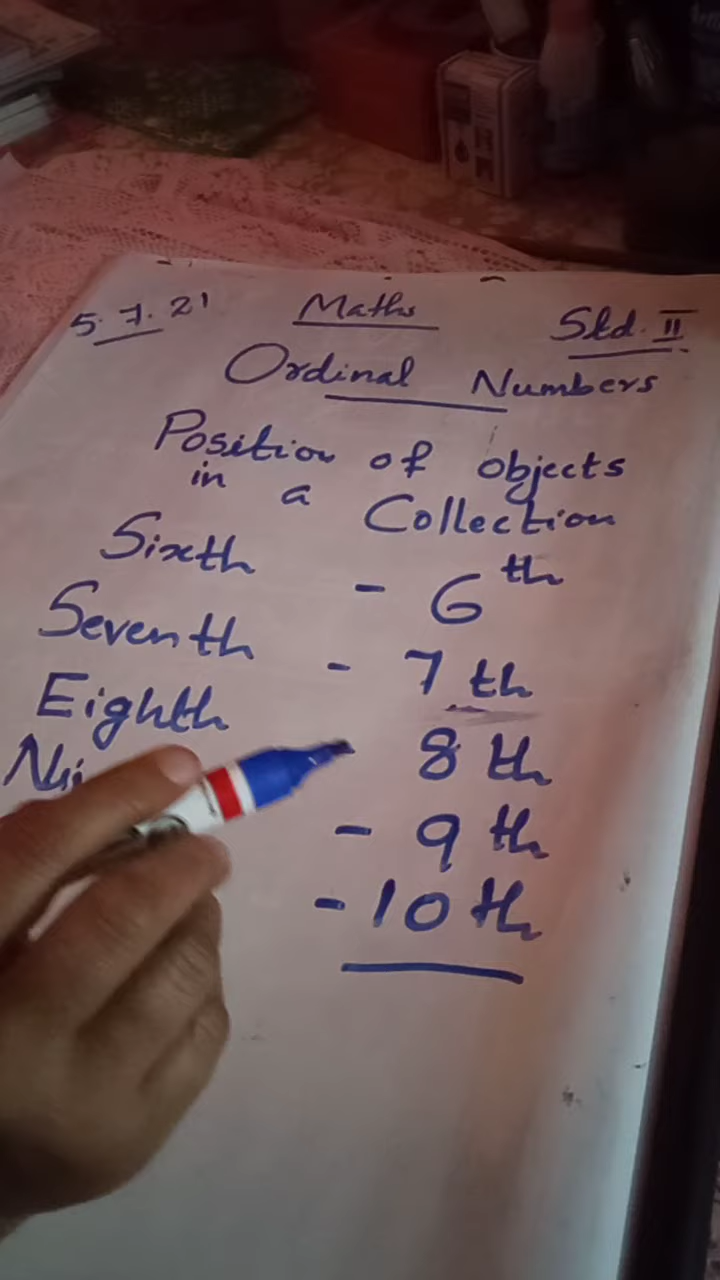 5.7.21 Maths Std. II
Ordinal Numbers
Position of objects
in a Collection
Sixth - 6th
Seventh - 7th
Eighth - 8th
- 9th
- 10th